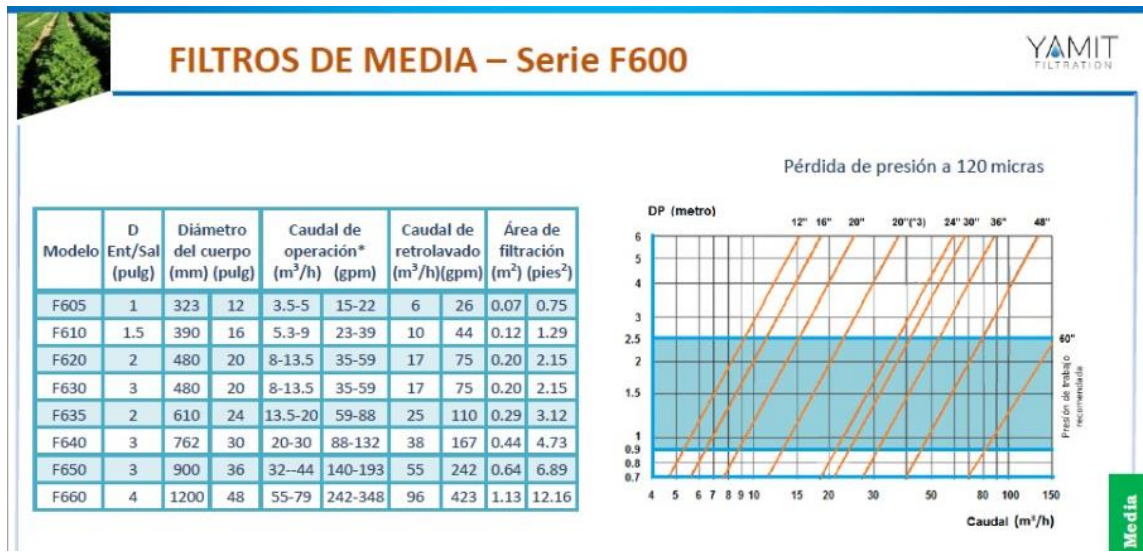 FILTROS DE MEDIA – Serie F600
YAMIT
FILTRATION
Modelo D Ent/Sal (pulg) Diámetro del cuerpo (mm) (pulg) Caudal de operación* (m³/h) (gpm) Caudal de retrolavado (m³/h)(gpm) Área de filtración (m²) (pies²)
F605 1 323 12 3.5-5 15-22 6 26 0.07 0.75
F610 1.5 390 16 5.3-9 23-39 10 44 0.12 1.29
F620 2 480 20 8-13.5 35-59 17 75 0.20 2.15
F630 3 480 20 8-13.5 35-59 17 75 0.20 2.15
F635 2 610 24 13.5-20 59-88 25 110 0.29 3.12
F640 3 762 30 20-30 88-132 38 167 0.44 4.73
F650 3 900 36 32--44 140-193 55 242 0.64 6.89
F660 4 1200 48 55-79 242-348 96 423 1.13 12.16
Pérdida de presión a 120 micras
DP (metro)
12" 16" 20" 20"(*3) 24" 30" 36" 48"
6
5
4
3
2.5
2
1.5
1
0.9
0.8
0.7
60"
Presión de trabajo
recomendada
4 5 6 7 8 9 10 15 20 30 50 80 100 150
Caudal (m³/h)
Media